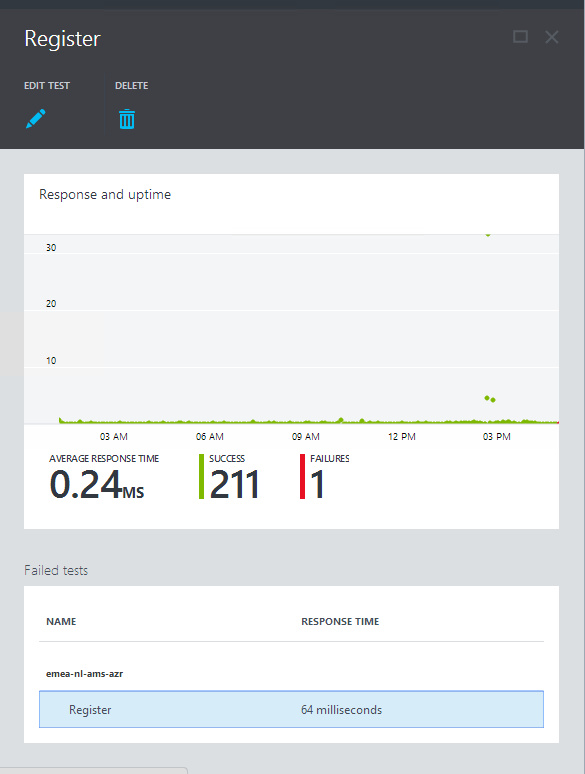 Register
EDIT TEST DELETE
Response and uptime
30
20
10
03 AM 06 AM 09 AM 12 PM 03 PM
AVERAGE RESPONSE TIME SUCCESS FAILURES
0.24MS 211 1
Failed tests
NAME RESPONSE TIME
emea-nl-ams-azr
Register 64 milliseconds